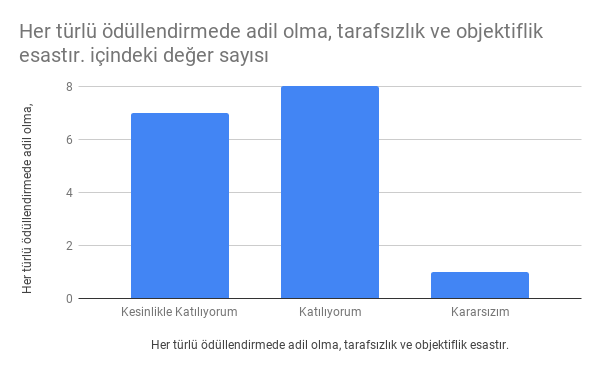 Her türlü ödüllendirmede adil olma, tarafsızlık ve objektiflik
esastır. içindeki değer sayısı
Her türlü ödüllendirmede adil olma,
8
6
4
2
0
Kesinlikle Katılıyorum
Katılıyorum
Kararsızım
Her türlü ödüllendirmede adil olma, tarafsızlık ve objektiflik esastır.